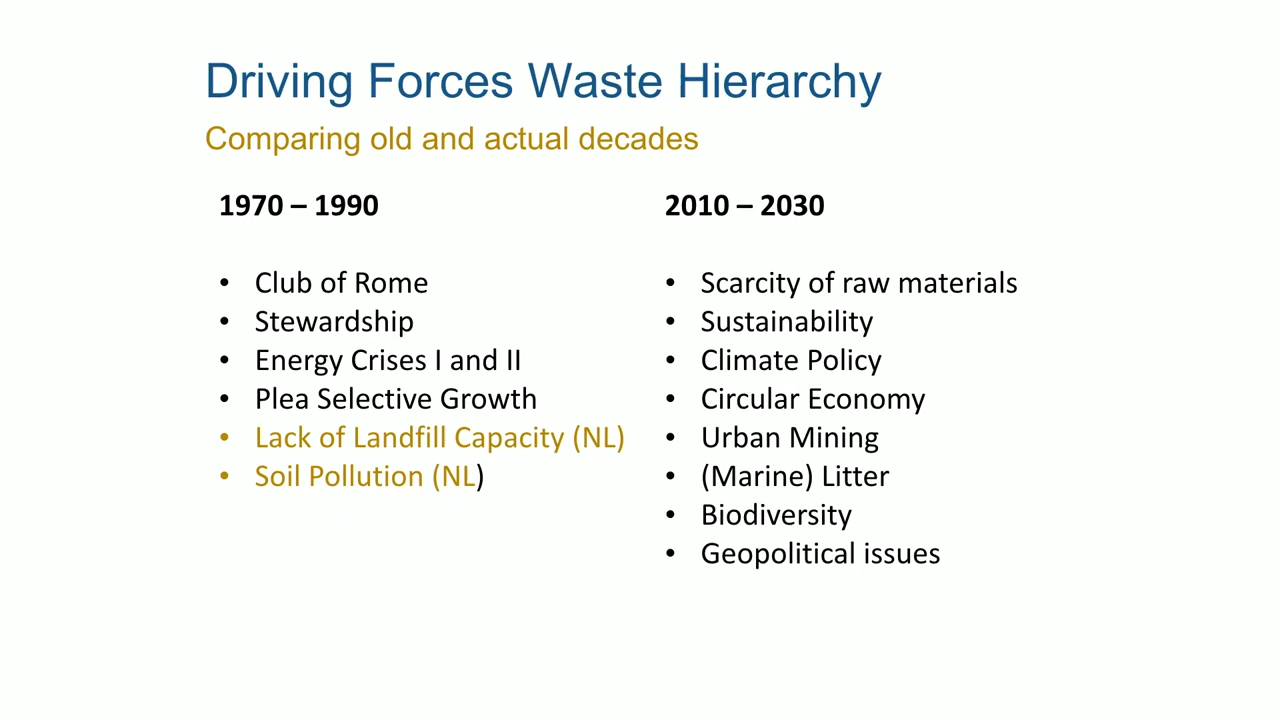 Driving Forces Waste Hierarchy
Comparing old and actual decades
1970 – 1990
• Club of Rome
• Stewardship
• Energy Crises I and II
• Plea Selective Growth
• Lack of Landfill Capacity (NL)
• Soil Pollution (NL)
2010 – 2030
• Scarcity of raw materials
• Sustainability
• Climate Policy
• Circular Economy
• Urban Mining
• (Marine) Litter
• Biodiversity
• Geopolitical issues